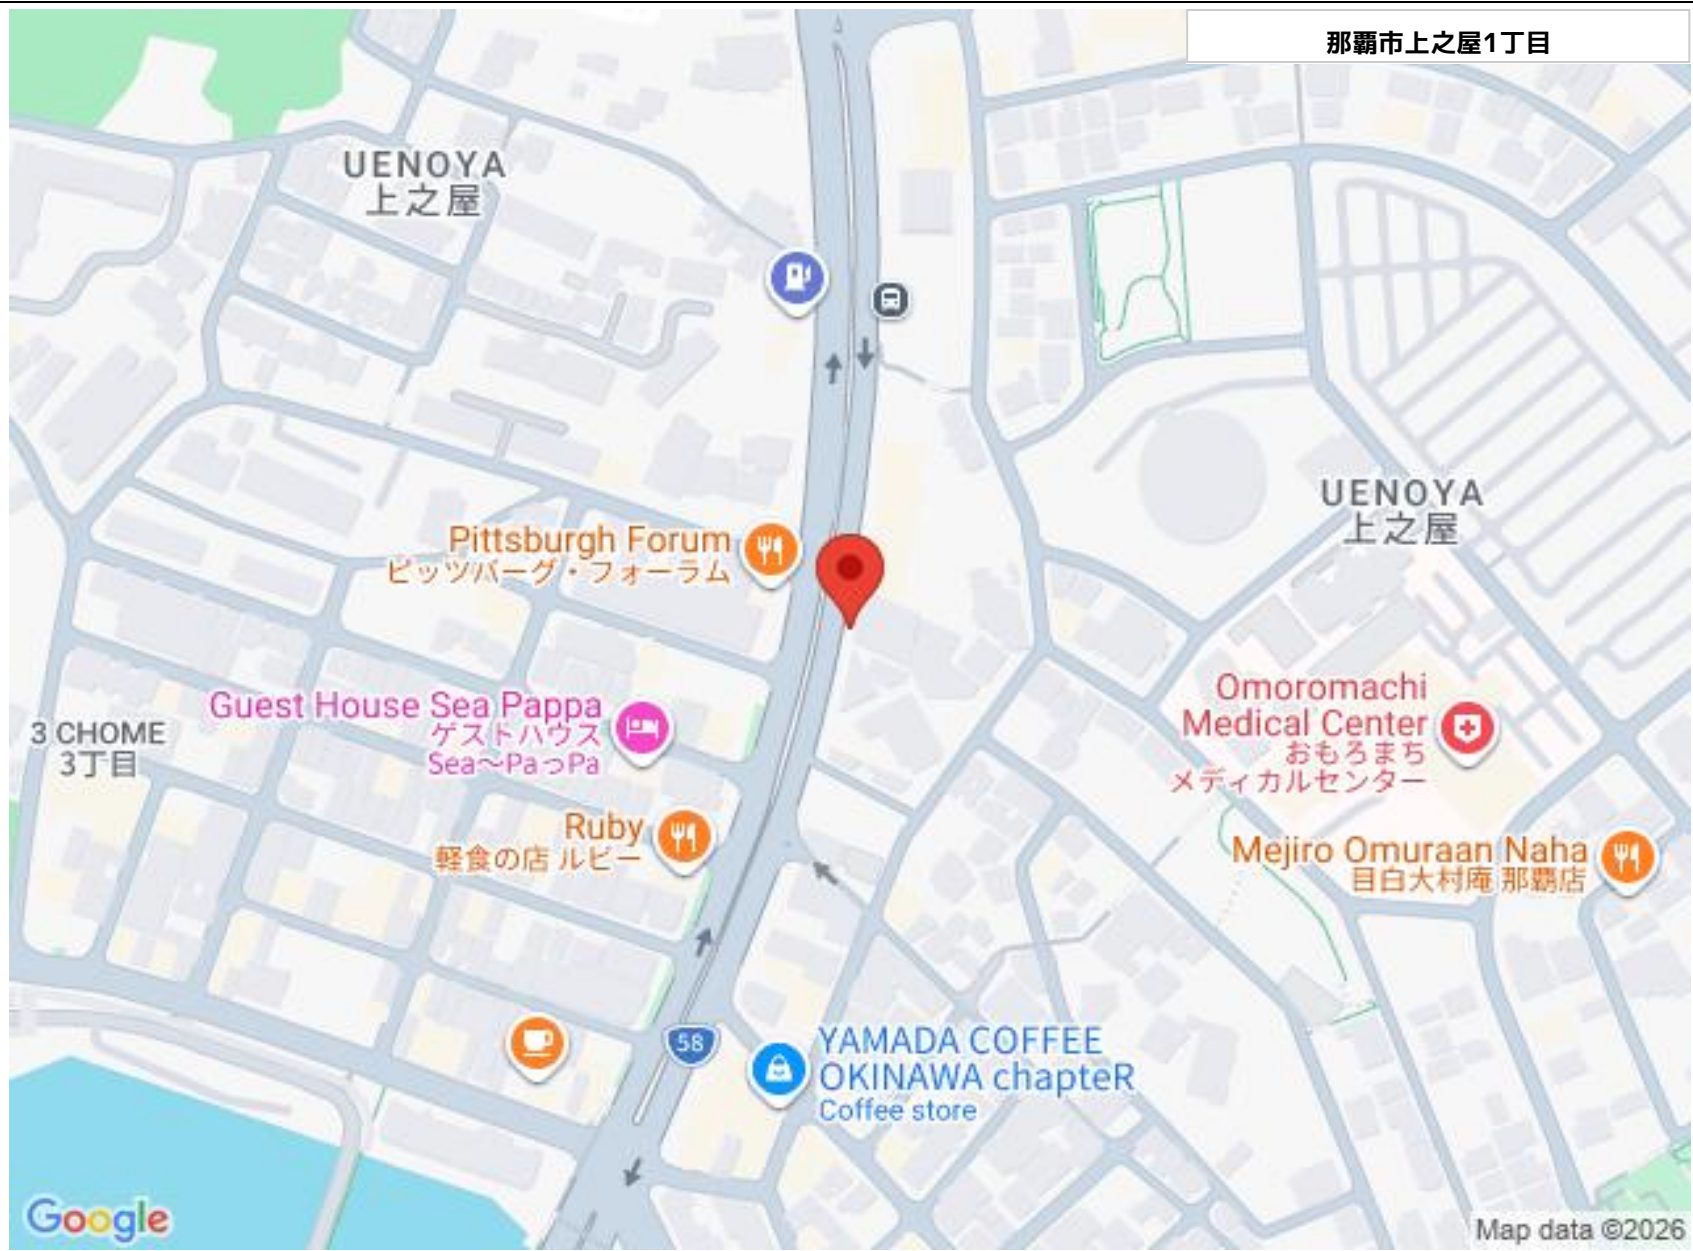 那覇市上之屋1丁目
UENOYA
上之屋
UENOYA
上之屋
Pittsburgh Forum
ピッツバーグ・フォーラム
Guest House Sea Pappa
ゲストハウス
Sea～PaっPa
3 CHOME
3丁目
Omoromachi
Medical Center
おもろまち
メディカルセンター
Ruby
軽食の店 ルビー
Mejiro Omuraan Naha
目白大村庵 那覇店
58
YAMADA COFFEE
OKINAWA chapteR
Coffee store
Google
Map data ©2026